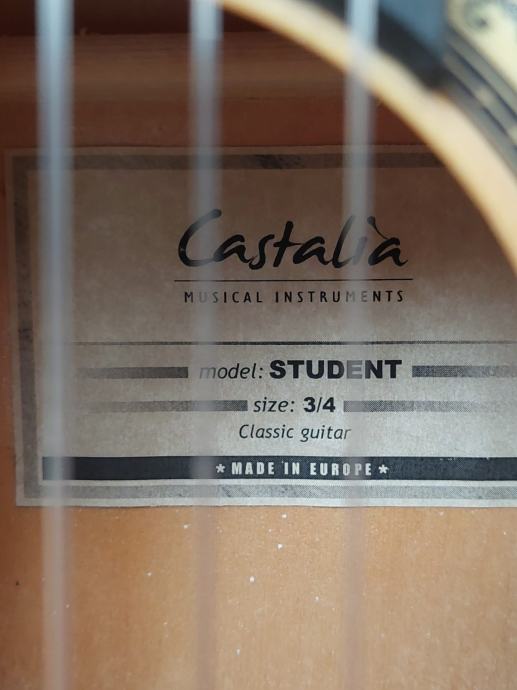 Castalia
MUSICAL INSTRUMENTS
model: STUDENT
size: 3/4
Classic guitar
* MADE IN EUROPE *